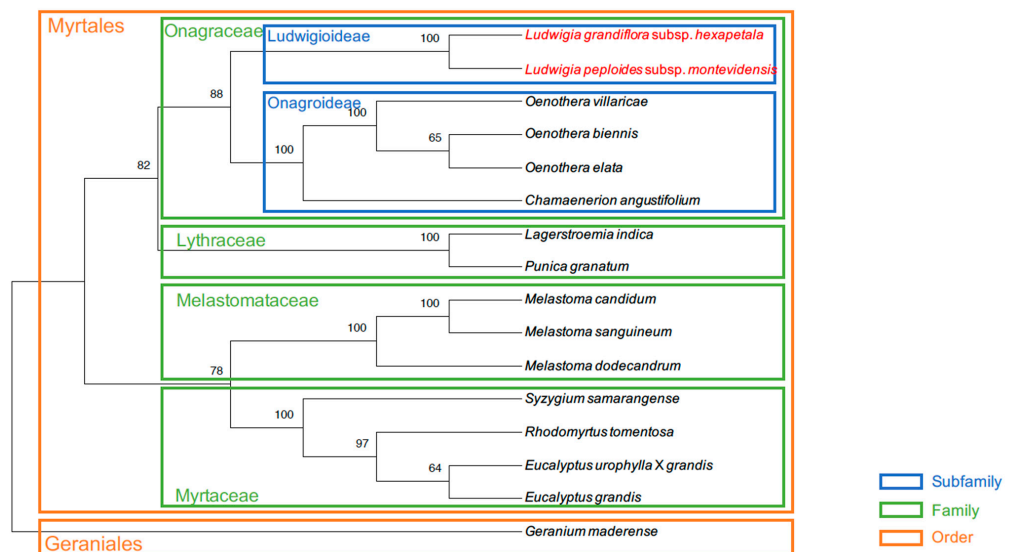 Myrtales
Onagraceae
Ludwigioideae
100
Ludwigia grandiflora subsp. hexapetala
Ludwigia peploides subsp. montevidensis
88
Onagroideae
100
Oenothera villaricae
Oenothera biennis
65
100
Oenothera elata
82
Chamaenerion angustifolium
Lythraceae
100
Lagerstroemia indica
Punica granatum
Melastomataceae
100
Melastoma candidum
100
Melastoma sanguineum
Melastoma dodecandrum
78
Syzygium samarangense
100
Rhodomyrtus tomentosa
97
Eucalyptus urophylla X grandis
64
Myrtaceae
Eucalyptus grandis
Geraniales
Geranium maderense
Subfamily
Family
Order